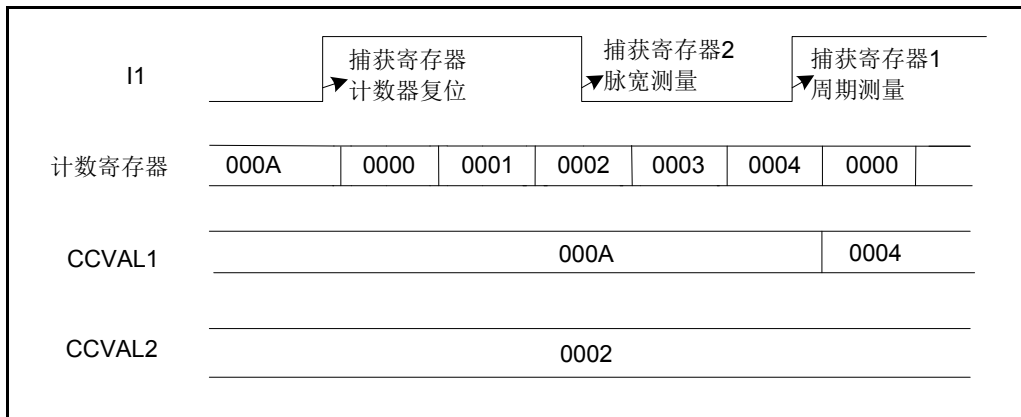 I1
捕获寄存器
计数器复位
捕获寄存器2
脉宽测量
捕获寄存器1
周期测量
计数寄存器 000A 0000 0001 0002 0003 0004 0000
CCVAL1 000A 0004
CCVAL2 0002